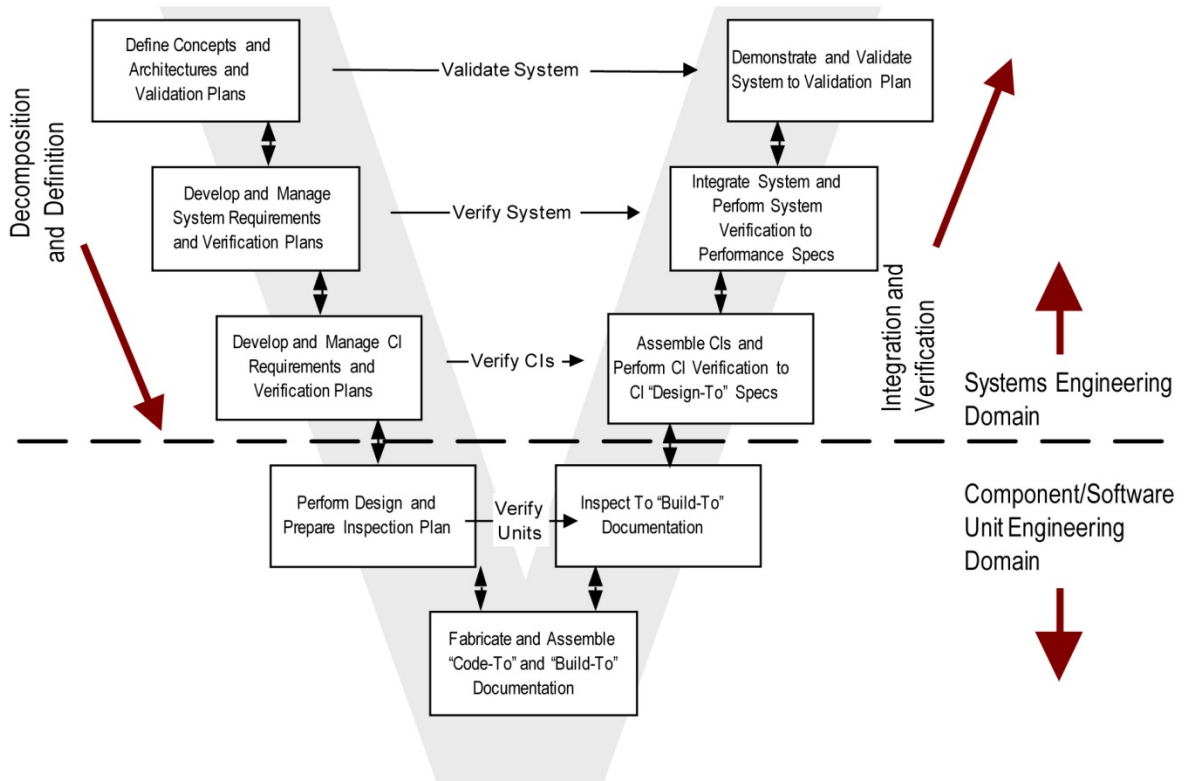 Define Concepts and
Architectures and
Validation Plans
Validate System
Demonstrate and Validate
System to Validation Plan
Decomposition
and Definition
Develop and Manage
System Requirements
and Verification Plans
Verify System
Integrate System and
Perform System
Verification to
Performance Specs
Integration and
Verification
Develop and Manage CI
Requirements and
Verification Plans
Verify CIs
Assemble CIs and
Perform CI Verification to
CI “Design-To” Specs
Systems Engineering
Domain
Perform Design and
Prepare Inspection Plan
Verify
Units
Inspect To “Build-To”
Documentation
Component/Software
Unit Engineering
Domain
Fabricate and Assemble
“Code-To” and “Build-To”
Documentation